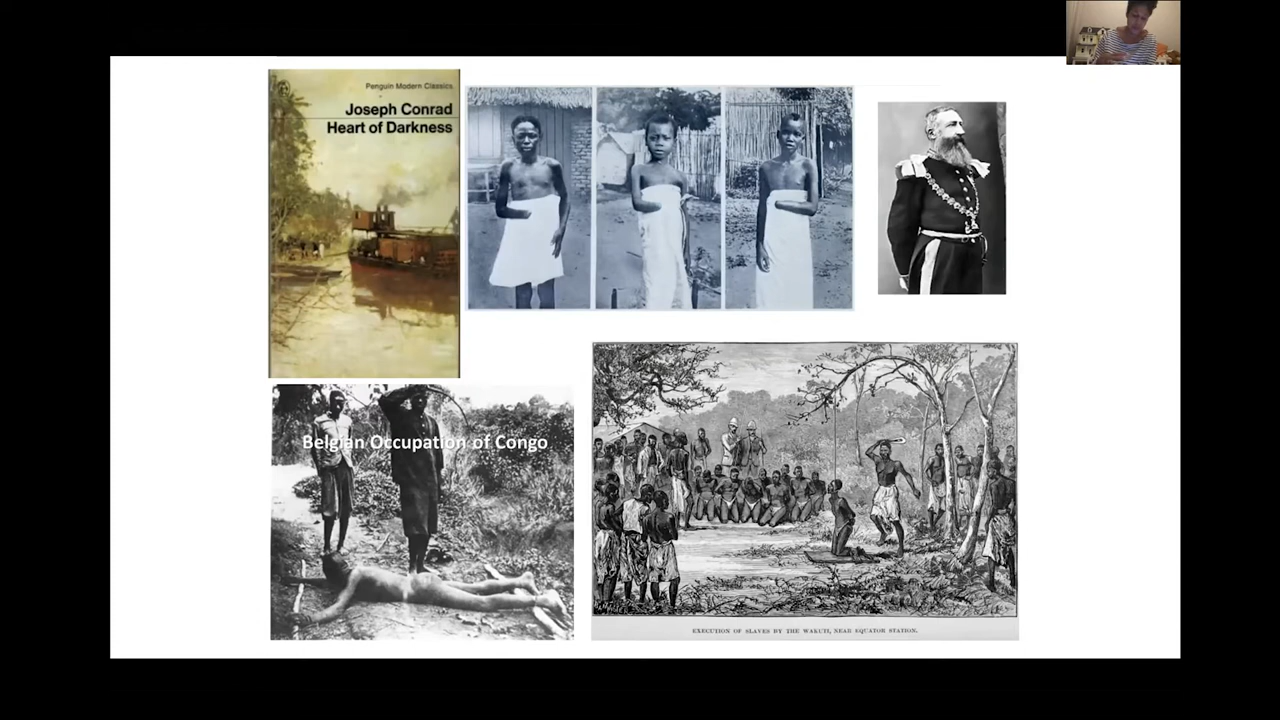 Penguin Modern Classics
Joseph Conrad
Heart of Darkness
Belgian Occupation of Congo
EXECUTION OF SLAVES BY THE WAKUTI, NEAR EQUATOR STATION.